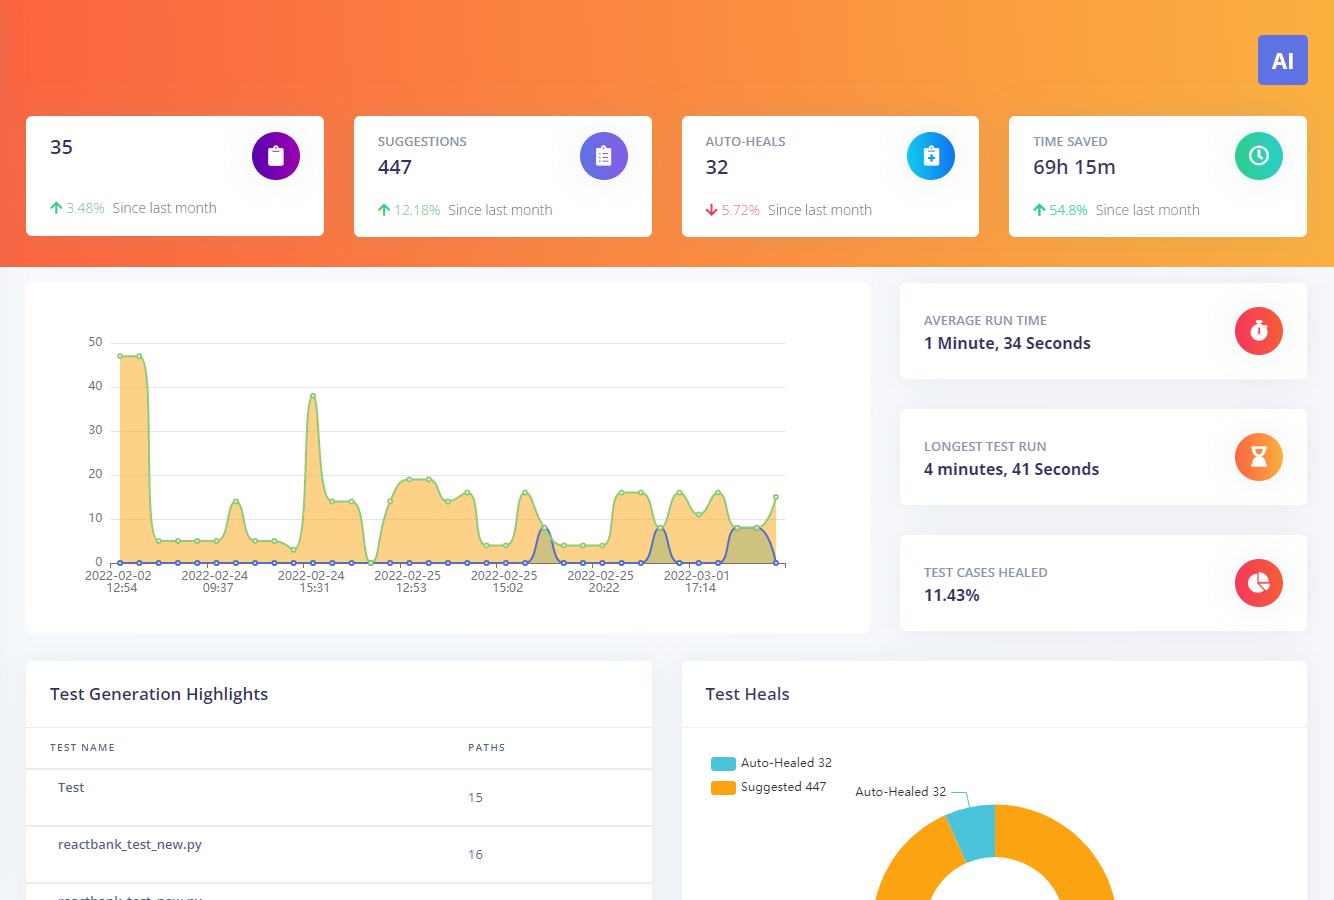 AI
35
3.48% Since last month
SUGGESTIONS
447
12.18% Since last month
AUTO-HEALS
32
5.72% Since last month
TIME SAVED
69h 15m
54.8% Since last month
50
40
30
20
10
0
2022-02-02 2022-02-24 2022-02-24 2022-02-25 2022-02-25 2022-02-25 2022-03-01
12:54 09:37 15:31 12:53 15:02 20:22 17:14
AVERAGE RUN TIME
1 Minute, 34 Seconds
LONGEST TEST RUN
4 minutes, 41 Seconds
TEST CASES HEALED
11.43%
Test Generation Highlights
TEST NAME PATHS
Test 15
reactbank_test_new.py 16
Test Heals
Auto-Healed 32
Suggested 447
Auto-Healed 32